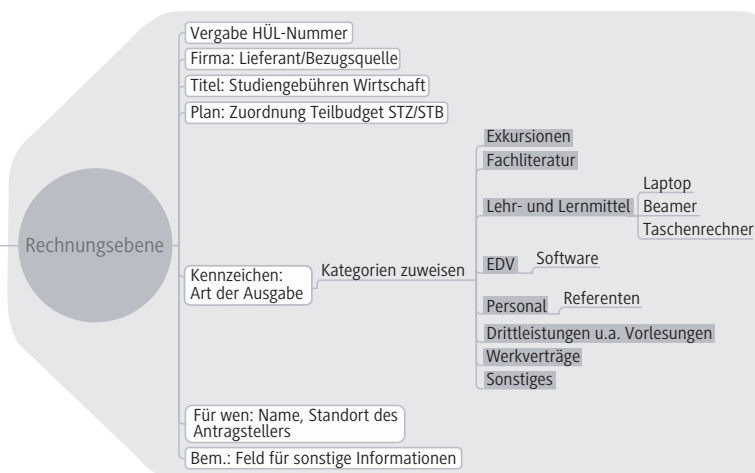 Vergabe HÜL-Nummer
Firma: Lieferant/Bezugsquelle
Titel: Studiengebühren Wirtschaft
Plan: Zuordnung Teilbudget STZ/STB
Rechnungsebene
Kennzeichen:
Art der Ausgabe
Kategorien zuweisen
Exkursionen
Fachliteratur
Lehr- und Lernmittel
Laptop
Beamer
Taschenrechner
EDV
Software
Personal
Referenten
Drittleistungen u.a. Vorlesungen
Werkverträge
Sonstiges
Für wen: Name, Standort des
Antragstellers
Bem.: Feld für sonstige Informationen